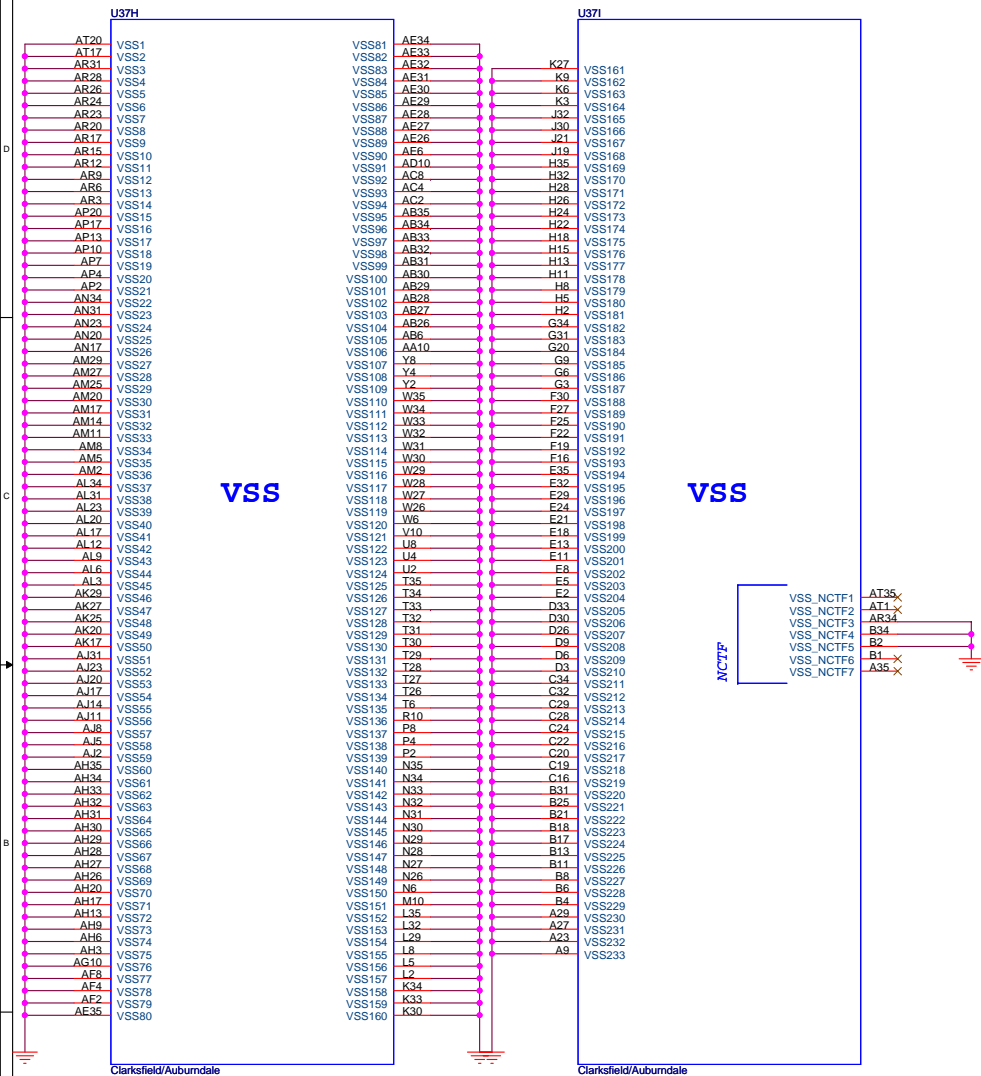 U37H
AT20 VSS1 VSS81 AE34
AT17 VSS2 VSS82 AE33
AR31 VSS3 VSS83 AE32
AR28 VSS4 VSS84 AE31
AR26 VSS5 VSS85 AE30
AR24 VSS6 VSS86 AE29
AR23 VSS7 VSS87 AE28
AR20 VSS8 VSS88 AE27
AR17 VSS9 VSS89 AE26
AR15 VSS10 VSS90 AE6
AR12 VSS11 VSS91 AD10
AR9 VSS12 VSS92 AC8
AR6 VSS13 VSS93 AC4
AR3 VSS14 VSS94 AC2
AP20 VSS15 VSS95 AB35
AP17 VSS16 VSS96 AB34
AP13 VSS17 VSS97 AB33
AP10 VSS18 VSS98 AB32
AP7 VSS19 VSS99 AB31
AP4 VSS20 VSS100 AB30
AP2 VSS21 VSS101 AB29
AN34 VSS22 VSS102 AB28
AN31 VSS23 VSS103 AB27
AN23 VSS24 VSS104 AB26
AN20 VSS25 VSS105 AB6
AN17 VSS26 VSS106 AA10
AM29 VSS27 VSS107 Y8
AM27 VSS28 VSS108 Y4
AM25 VSS29 VSS109 Y2
AM20 VSS30 VSS110 W35
AM17 VSS31 VSS111 W34
AM14 VSS32 VSS112 W33
AM11 VSS33 VSS113 W32
AM8 VSS34 VSS114 W31
AM5 VSS35 VSS115 W30
AM2 VSS36 VSS116 W29
AL34 VSS37 VSS117 W28
AL31 VSS38 VSS118 W27
AL23 VSS39 VSS119 W26
AL20 VSS40 VSS120 W6
AL17 VSS41 VSS121 V10
AL12 VSS42 VSS122 U8
AL9 VSS43 VSS123 U4
AL6 VSS44 VSS124 U2
AL3 VSS45 VSS125 T35
AK29 VSS46 VSS126 T34
AK27 VSS47 VSS127 T33
AK25 VSS48 VSS128 T32
AK20 VSS49 VSS129 T31
AK17 VSS50 VSS130 T30
AJ31 VSS51 VSS131 T29
AJ23 VSS52 VSS132 T28
AJ20 VSS53 VSS133 T27
AJ17 VSS54 VSS134 T26
AJ14 VSS55 VSS135 T6
AJ11 VSS56 VSS136 R10
AJ8 VSS57 VSS137 P8
AJ5 VSS58 VSS138 P4
AJ2 VSS59 VSS139 P2
AH35 VSS60 VSS140 N35
AH34 VSS61 VSS141 N34
AH33 VSS62 VSS142 N33
AH32 VSS63 VSS143 N32
AH31 VSS64 VSS144 N31
AH30 VSS65 VSS145 N30
AH29 VSS66 VSS146 N29
AH28 VSS67 VSS147 N28
AH27 VSS68 VSS148 N27
AH26 VSS69 VSS149 N26
AH20 VSS70 VSS150 N6
AH17 VSS71 VSS151 M10
AH13 VSS72 VSS152 L35
AH9 VSS73 VSS153 L32
AH6 VSS74 VSS154 L29
AH3 VSS75 VSS155 L8
AG10 VSS76 VSS156 L5
AF8 VSS77 VSS157 L2
AF4 VSS78 VSS158 K34
AF2 VSS79 VSS159 K33
AE35 VSS80 VSS160 K30
VSS
Clarksfield/Auburndale
U37I
K27 VSS161
K9 VSS162
K6 VSS163
K3 VSS164
J32 VSS165
J30 VSS166
J21 VSS167
J19 VSS168
H35 VSS169
H32 VSS170
H28 VSS171
H26 VSS172
H24 VSS173
H22 VSS174
H18 VSS175
H15 VSS176
H13 VSS177
H11 VSS178
H8 VSS179
H5 VSS180
H2 VSS181
G34 VSS182
G31 VSS183
G20 VSS184
G9 VSS185
G6 VSS186
G3 VSS187
F30 VSS188
F27 VSS189
F25 VSS190
F22 VSS191
F19 VSS192
F16 VSS193
E35 VSS194
E32 VSS195
E29 VSS196
E24 VSS197
E21 VSS198
E18 VSS199
E13 VSS200
E11 VSS201
E8 VSS202
E5 VSS203
E2 VSS204
D33 VSS205
D30 VSS206
D26 VSS207
D9 VSS208
D6 VSS209
D3 VSS210
C34 VSS211
C32 VSS212
C29 VSS213
C28 VSS214
C24 VSS215
C22 VSS216
C20 VSS217
C19 VSS218
C16 VSS219
B31 VSS220
B25 VSS221
B21 VSS222
B18 VSS223
B17 VSS224
B13 VSS225
B11 VSS226
B8 VSS227
B6 VSS228
B4 VSS229
A29 VSS230
A27 VSS231
A23 VSS232
A9 VSS233
VSS
NCTF
VSS_NCTF1 AT35
VSS_NCTF2 AT1
VSS_NCTF3 AR34
VSS_NCTF4 B34
VSS_NCTF5 B2
VSS_NCTF6 B1
VSS_NCTF7 A35
Clarksfield/Auburndale
D
C
B